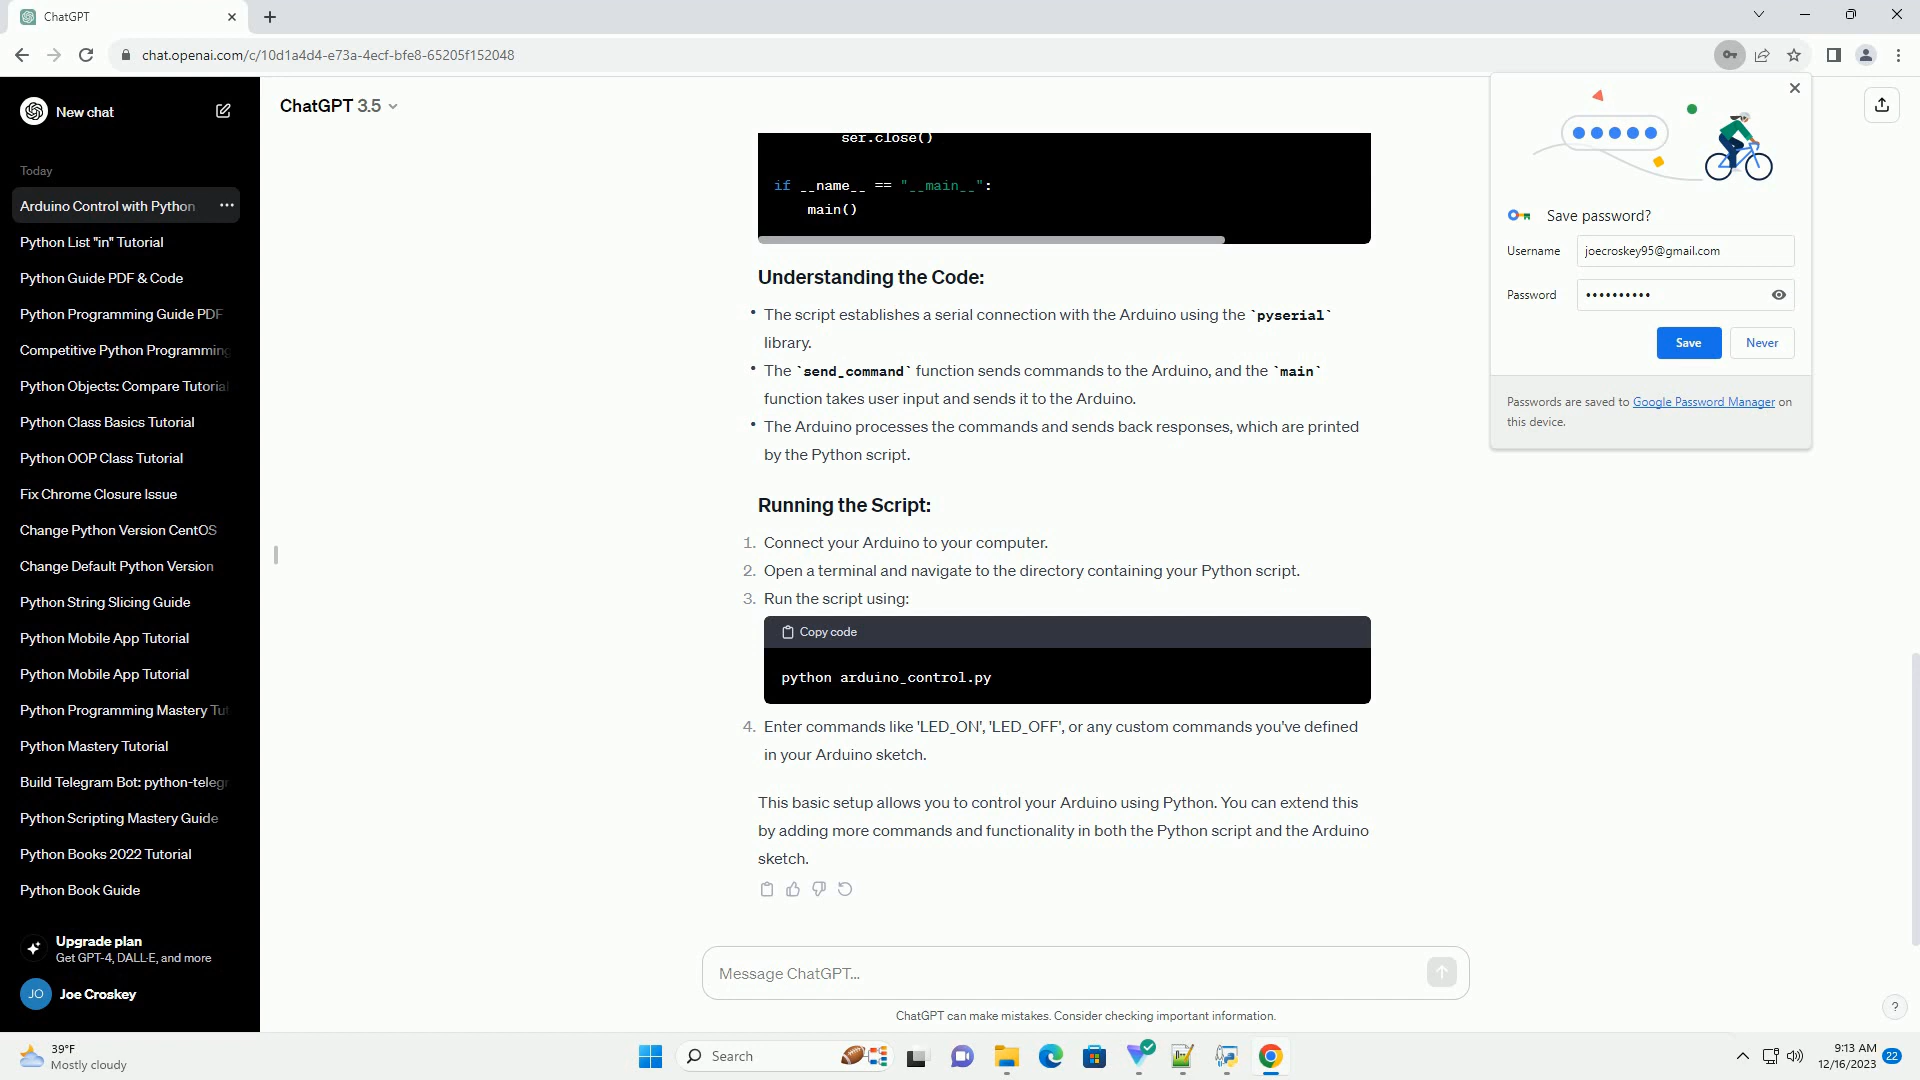 ChatGPT
chat.openai.com/c/10d1a4d4-e73a-4ecf-bfe8-65205f152048
New chat
Today
Arduino Control with Python
Python List "in" Tutorial
Python Guide PDF & Code
Python Programming Guide PDF
Competitive Python Programming
Python Objects: Compare Tutorial
Python Class Basics Tutorial
Python OOP Class Tutorial
Fix Chrome Closure Issue
Change Python Version CentOS
Change Default Python Version
Python String Slicing Guide
Python Mobile App Tutorial
Python Mobile App Tutorial
Python Programming Mastery Tut
Python Mastery Tutorial
Build Telegram Bot: python-telegr
Python Scripting Mastery Guide
Python Books 2022 Tutorial
Python Book Guide
Upgrade plan
Get GPT-4, DALL·E, and more
JO Joe Croskey
ChatGPT 3.5
ser.close()
if __name__ == "__main__":
main()
Understanding the Code:
• The script establishes a serial connection with the Arduino using the `pyserial`
library.
• The `send_command` function sends commands to the Arduino, and the `main`
function takes user input and sends it to the Arduino.
• The Arduino processes the commands and sends back responses, which are printed
by the Python script.
Running the Script:
1. Connect your Arduino to your computer.
2. Open a terminal and navigate to the directory containing your Python script.
3. Run the script using:
Copy code
python arduino_control.py
4. Enter commands like 'LED_ON', 'LED_OFF', or any custom commands you've defined
in your Arduino sketch.
This basic setup allows you to control your Arduino using Python. You can extend this
by adding more commands and functionality in both the Python script and the Arduino
sketch.
Message ChatGPT...
ChatGPT can make mistakes. Consider checking important information.
?
Save password?
Username joecroskey95@gmail.com
Password ••••••••••
Save Never
Passwords are saved to Google Password Manager on
this device.
39°F
Mostly cloudy
Search
9:13 AM
12/16/2023
22